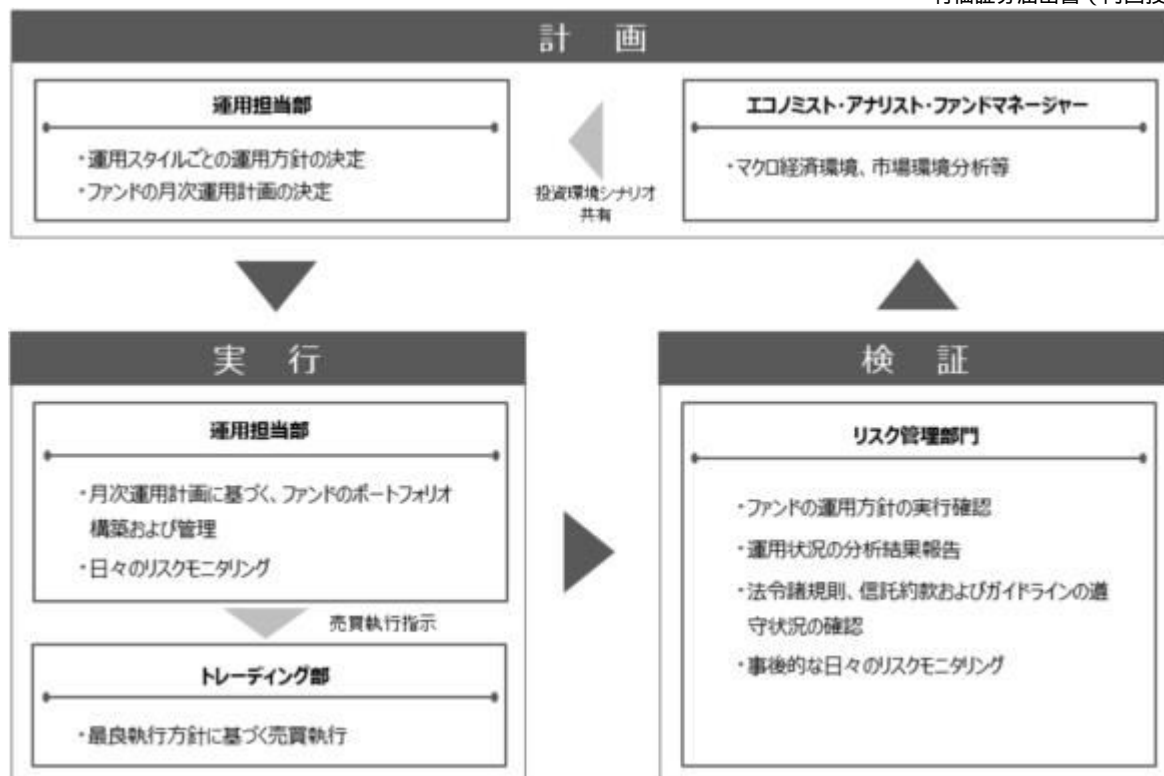 計 画
運用担当部
・運用スタイルごとの運用方針の決定
・ファンドの月次運用計画の決定
投資環境シナリオ
共有
エコノミスト・アナリスト・ファンドマネージャー
・マクロ経済環境、市場環境分析等
実 行
運用担当部
・月次運用計画に基づく、ファンドのポートフォリオ
構築および管理
・日々のリスクモニタリング
売買執行指示
トレーディング部
・最良執行方針に基づく売買執行
検 証
リスク管理部門
・ファンドの運用方針の実行確認
・運用状況の分析結果報告
・法令諸規則、信託約款およびガイドラインの遵
守状況の確認
・事後的な日々のリスクモニタリング